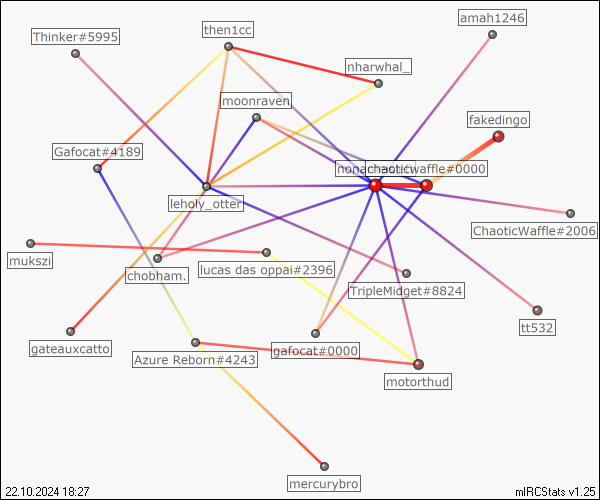 amah1246
Thinker#5995
then1cc
nharwhal_
moonraven
fakedingo
Gafocat#4189
chaoticwaffle#0000
leholy_otter
ChaoticWaffle#2006
mukszi
chobham.
lucas das oppai#2396
TripleMidget#8824
tt532
gateauxcatto
Azure Reborn#4243
gafocat#0000
motorthud
mercurybro
22.10.2024 18:27
mIRCStats v1.25